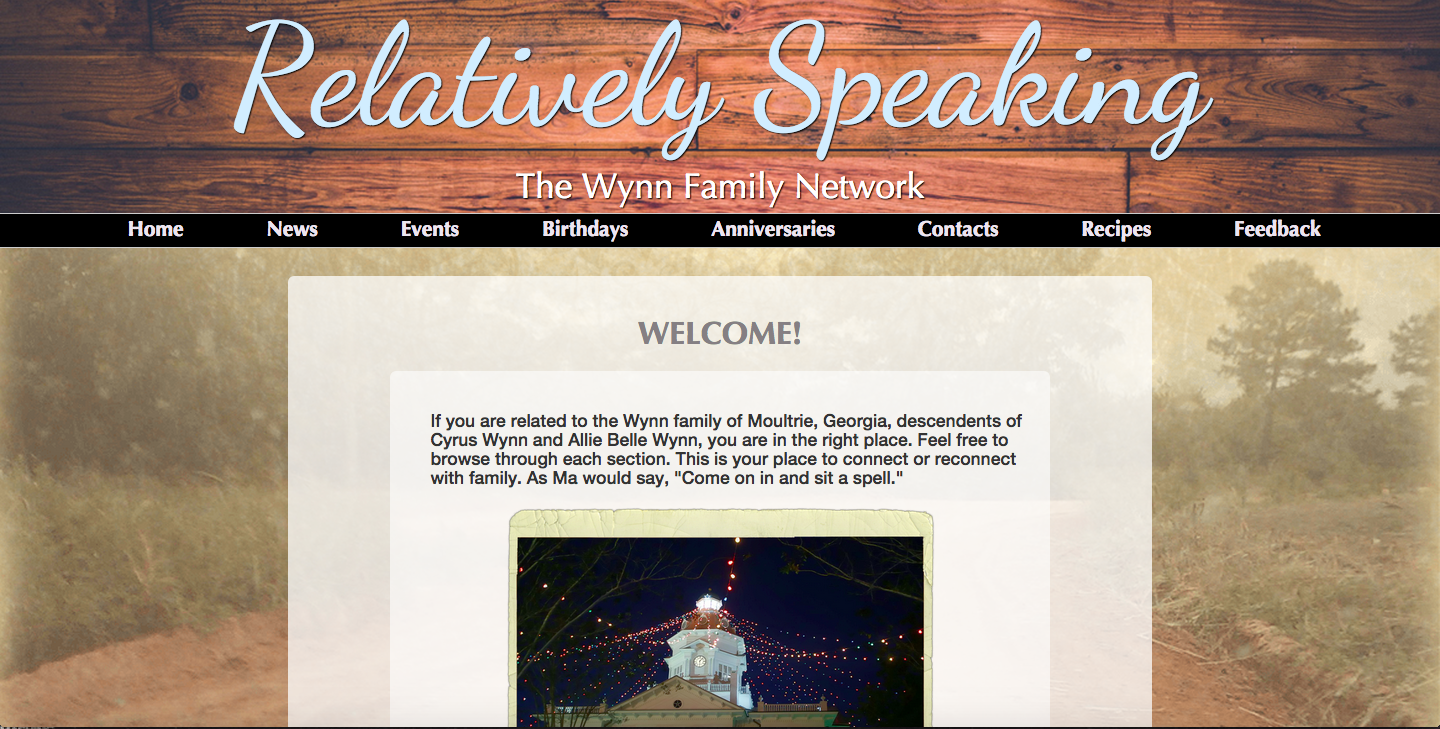 Relatively Speaking
The Wynn Family Network
Home News Events Birthdays Anniversaries Contacts Recipes Feedback
WELCOME!
If you are related to the Wynn family of Moultrie, Georgia, descendents of
Cyrus Wynn and Allie Belle Wynn, you are in the right place. Feel free to
browse through each section. This is your place to connect or reconnect
with family. As Ma would say, "Come on in and sit a spell."